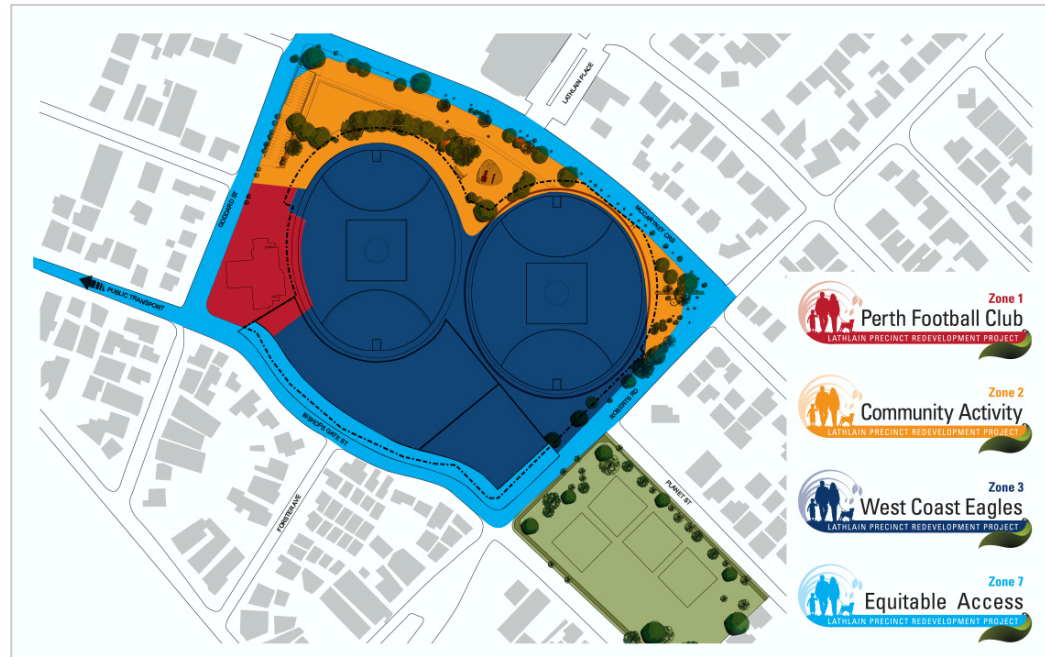 LATHLAIN PLACE
GODDARD ST
MCCARTNEY CRS
PUBLIC TRANSPORT
ROBERTS RD
BISHOPS GATE ST
FORSTER AVE
PLANET ST
Zone 1
Perth Football Club
LATHLAIN PRECINCT REDEVELOPMENT PROJECT
Zone 2
Community Activity
LATHLAIN PRECINCT REDEVELOPMENT PROJECT
Zone 3
West Coast Eagles
LATHLAIN PRECINCT REDEVELOPMENT PROJECT
Zone 7
Equitable Access
LATHLAIN PRECINCT REDEVELOPMENT PROJECT